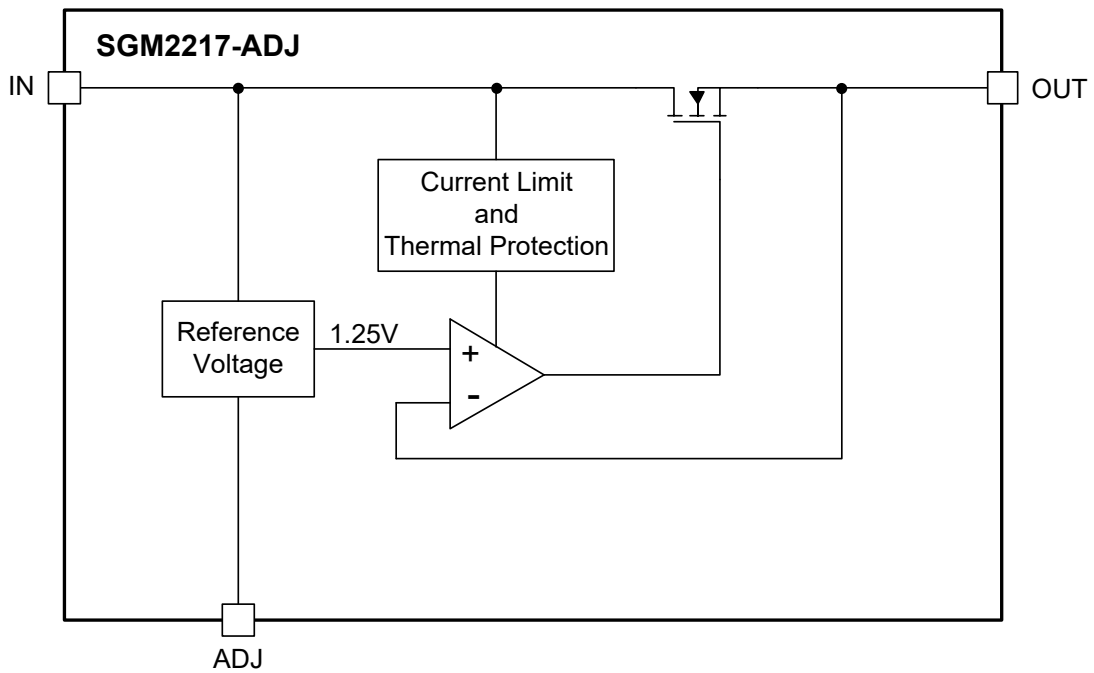 SGM2217-ADJ
IN
OUT
Current Limit
and
Thermal Protection
Reference
Voltage
1.25V
+
-
ADJ